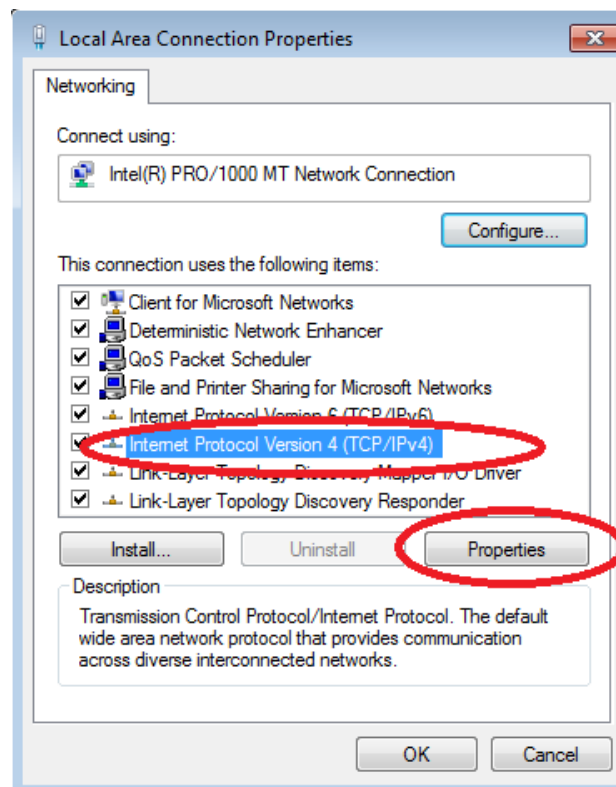 Local Area Connection Properties
Networking
Connect using:
Intel(R) PRO/1000 MT Network Connection
Configure...
This connection uses the following items:
Client for Microsoft Networks
Deterministic Network Enhancer
QoS Packet Scheduler
File and Printer Sharing for Microsoft Networks
Internet Protocol Version 6 (TCP/IPv6)
Internet Protocol Version 4 (TCP/IPv4)
Link-Layer Topology Discovery Mapper I/O Driver
Link-Layer Topology Discovery Responder
Install...
Uninstall
Properties
Description
Transmission Control Protocol/Internet Protocol. The default
wide area network protocol that provides communication
across diverse interconnected networks.
OK
Cancel